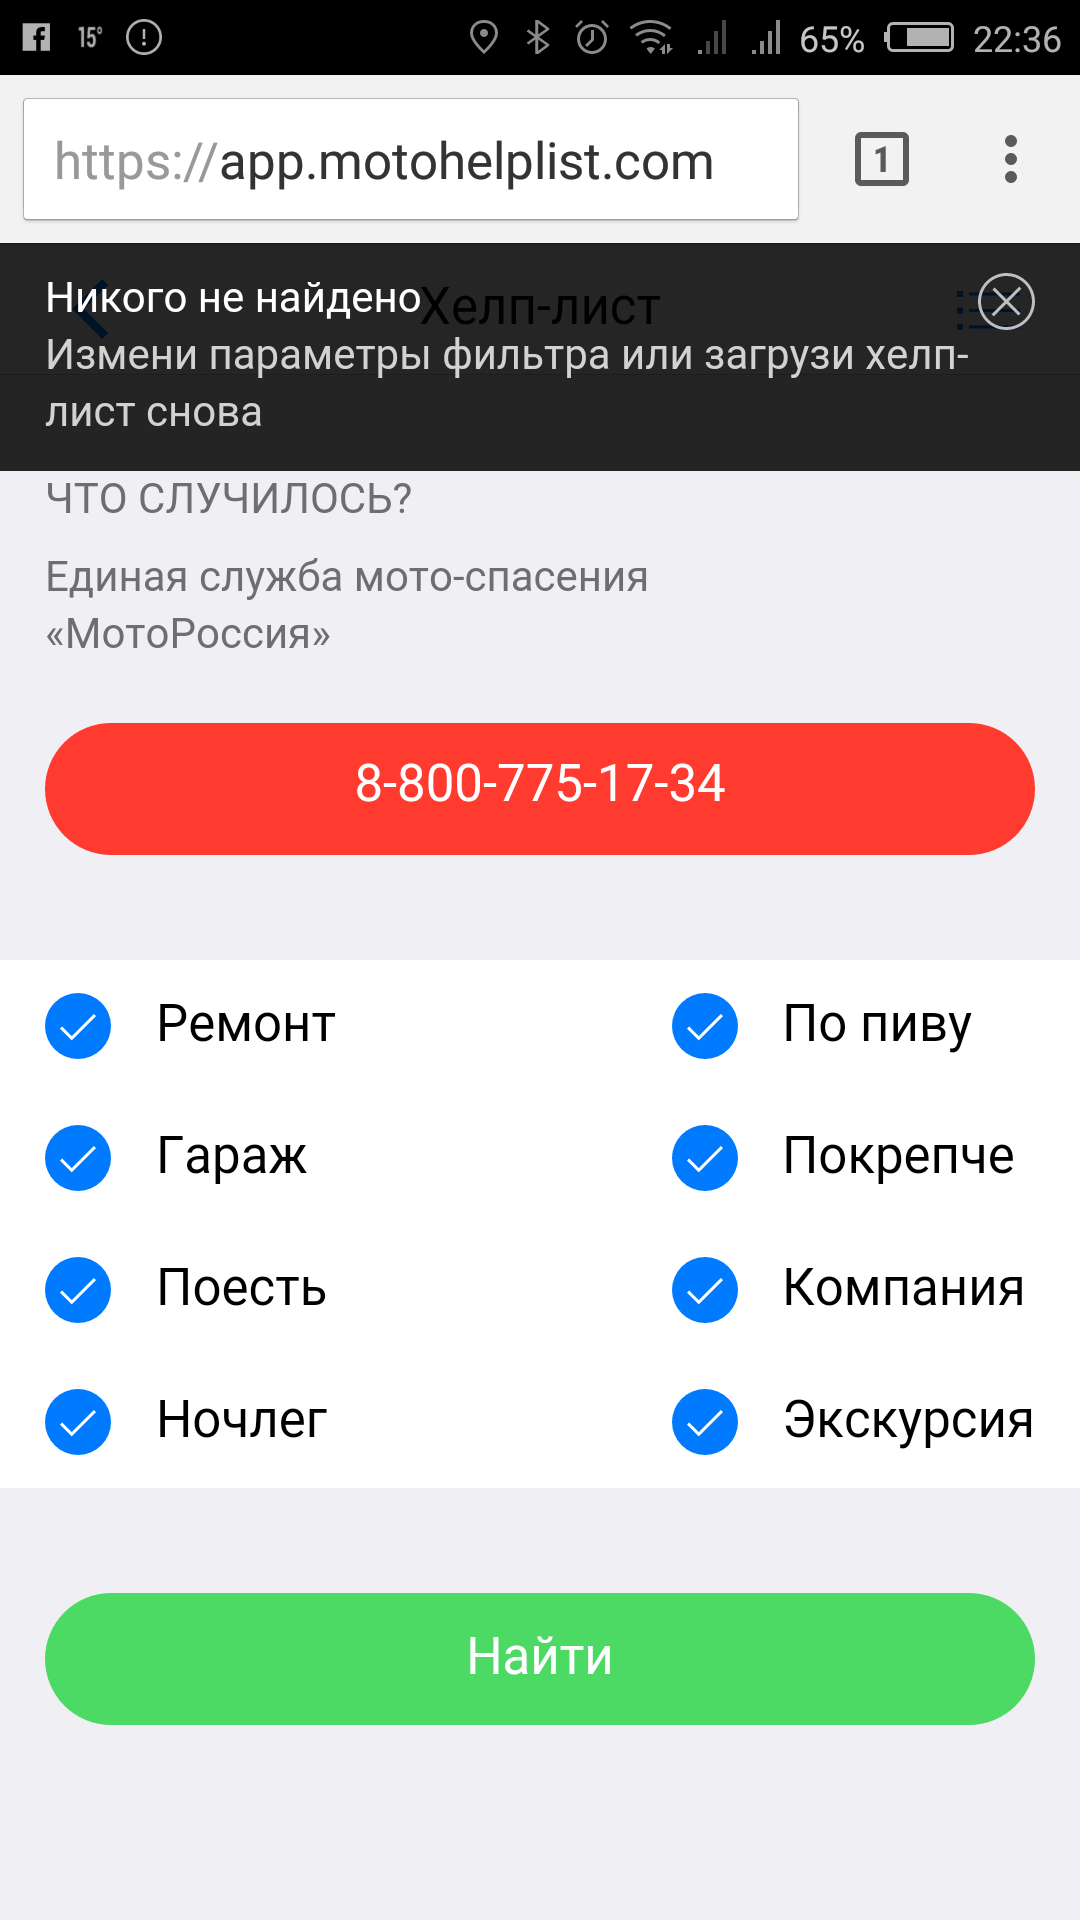 15°
65%
22:36
https://app.motohelplist.com
1
Никого не найдено
Хелп-лист
Измени параметры фильтра или загрузи хелп-
лист снова
ЧТО СЛУЧИЛОСЬ?
Единая служба мото-спасения
«МотоРоссия»
8-800-775-17-34
Ремонт
По пиву
Гараж
Покрепче
Поесть
Компания
Ночлег
Экскурсия
Найти